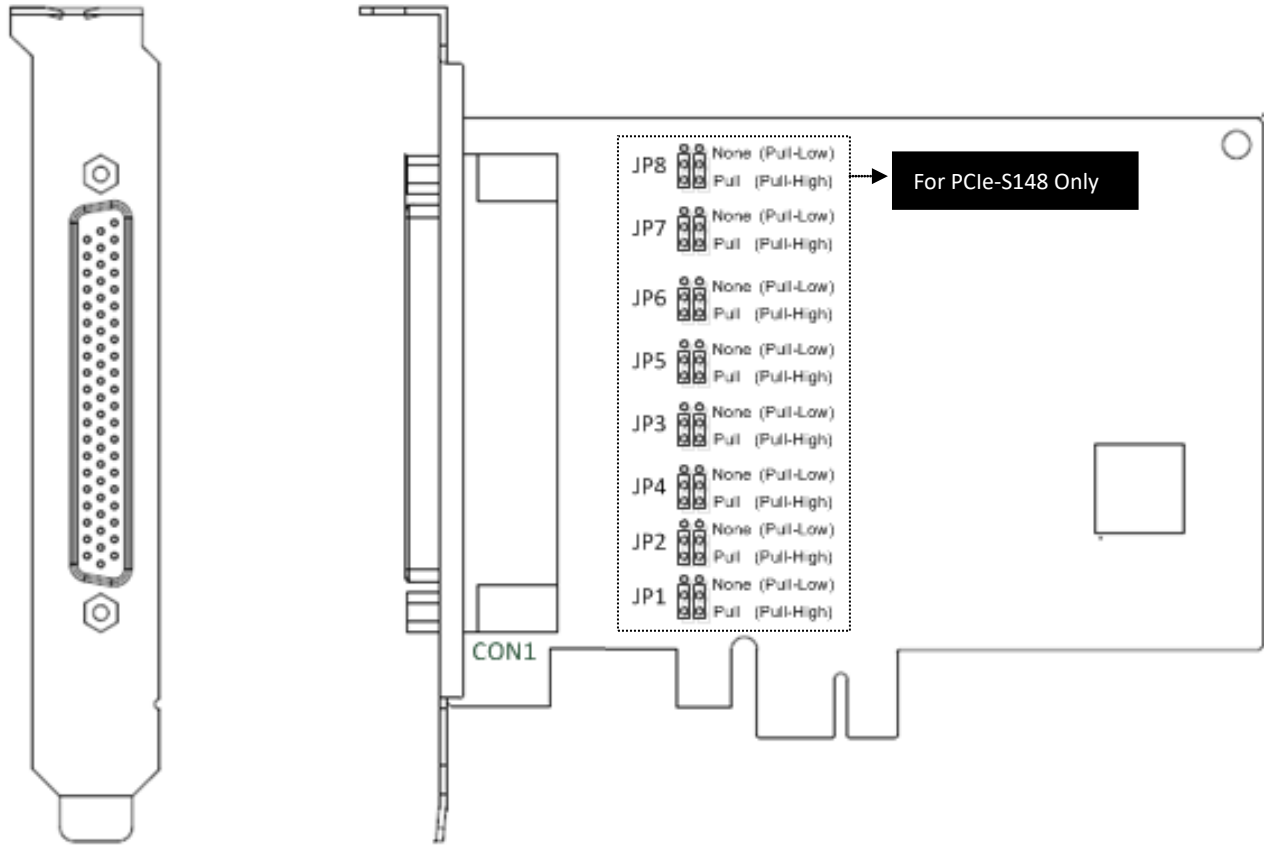 JP8 None (Pull-Low)
Pull (Pull-High)
For PCIe-S148 Only
JP7 None (Pull-Low)
Pull (Pull-High)
JP6 None (Pull-Low)
Pull (Pull-High)
JP5 None (Pull-Low)
Pull (Pull-High)
JP3 None (Pull-Low)
Pull (Pull-High)
JP4 None (Pull-Low)
Pull (Pull-High)
JP2 None (Pull-Low)
Pull (Pull-High)
JP1 None (Pull-Low)
Pull (Pull-High)
CON1